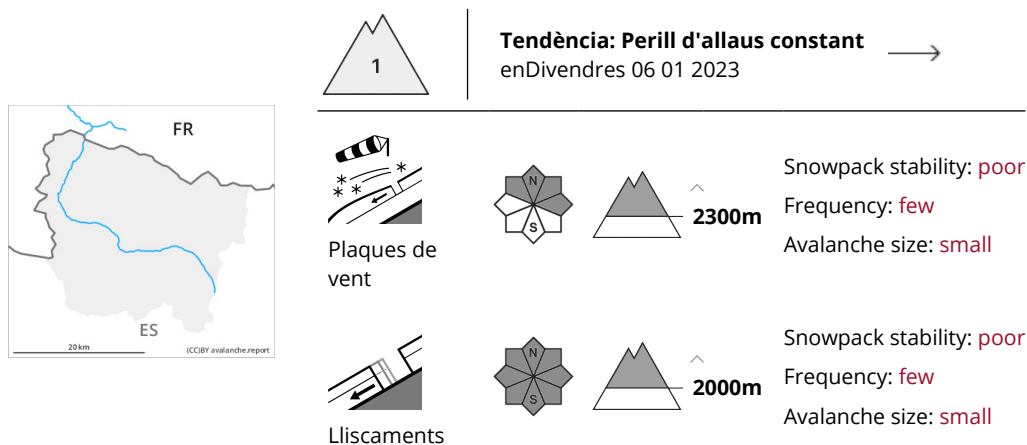 1
Tendència: Perill d'allaus constant
enDivendres 06 01 2023
FR
ES
20 km
(CC)BY avalanche.report
N
S
2300m
Plaques de
vent
Snowpack stability: poor
Frequency: few
Avalanche size: small
N
S
2000m
Lliscaments
Snowpack stability: poor
Frequency: few
Avalanche size: small